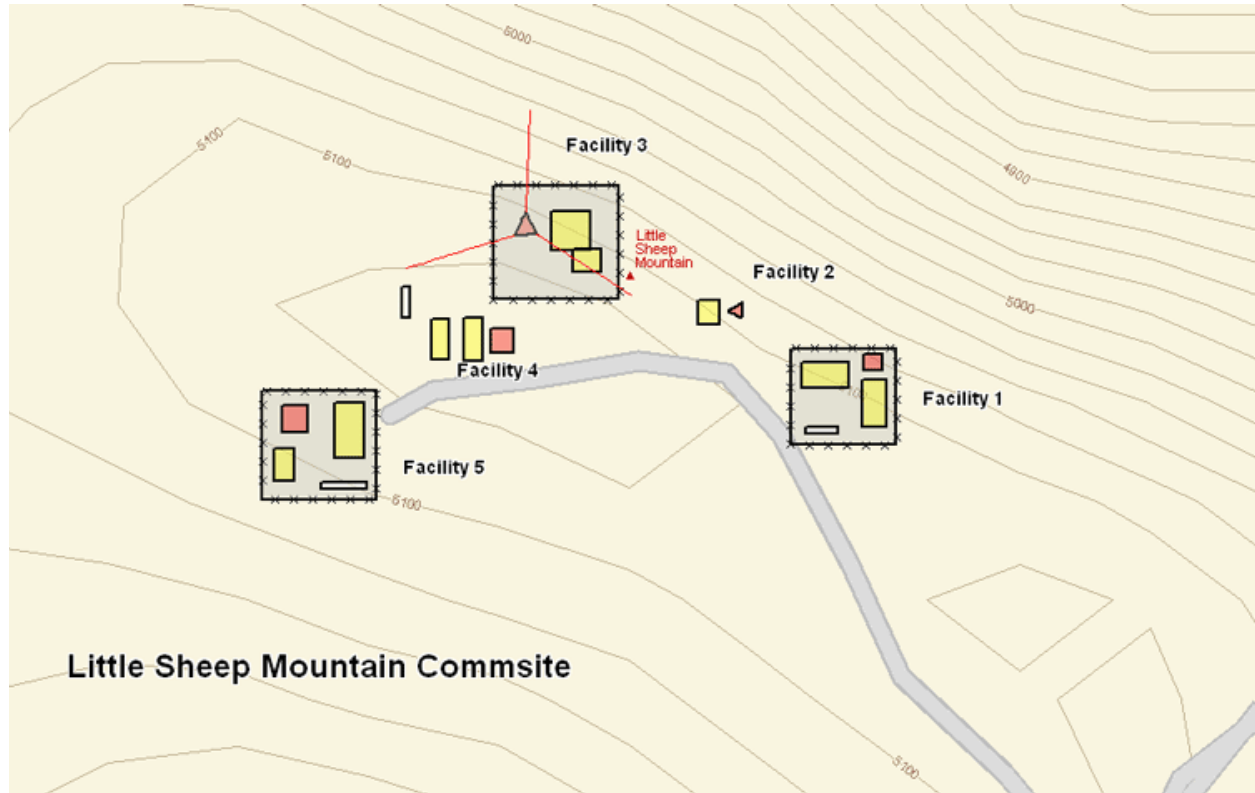 5000
Facility 3
5100
5100
4900
Little
Sheep
Mountain
Facility 2
5000
Facility 4
5100
Facility 1
Facility 5
5100
Little Sheep Mountain Commsite
5100